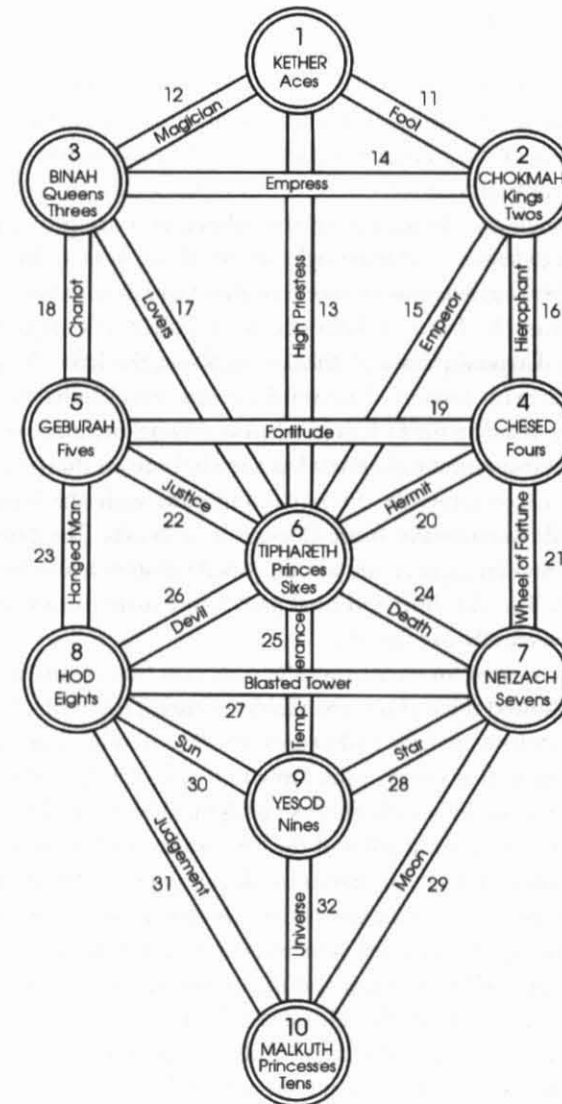 1
KETHER
Aces
12
Magician
11
Fool
3
BINAH
Queens
Threes
2
CHOKMAH
Kings
Twos
14
Empress
18
Chariot
17
Lovers
High Priestess
13
15
Emperor
Hierophant
16
19
5
GEBURAH
Fives
Fortitude
4
CHESED
Fours
Justice
22
Hermit
20
6
TIPHARETH
Princes
Sixes
23
Hanged Man
Wheel of Fortune
21
26
Devil
24
Death
25
Temp erance
8
HOD
Eights
Blasted Tower
27
7
NETZACH
Sevens
Sun
30
Star
28
9
YESOD
Nines
Judgement
31
Universe
32
Moon
29
10
MALKUTH
Princesses
Tens